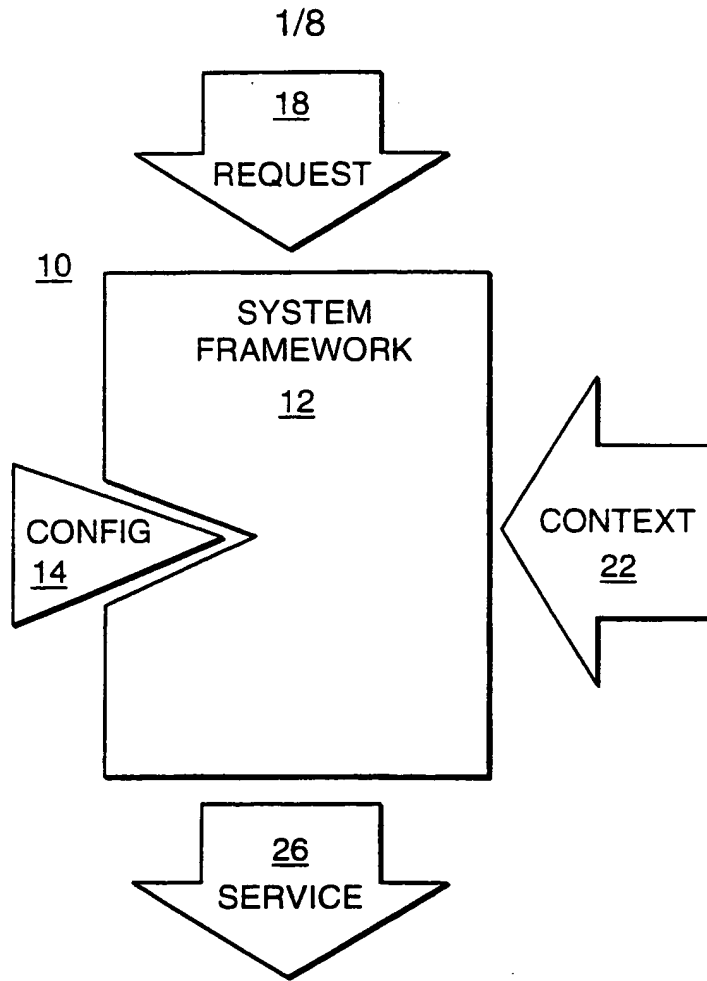 1/8
18
REQUEST
10
SYSTEM
FRAMEWORK
12
CONFIG
14
CONTEXT
22
26
SERVICE